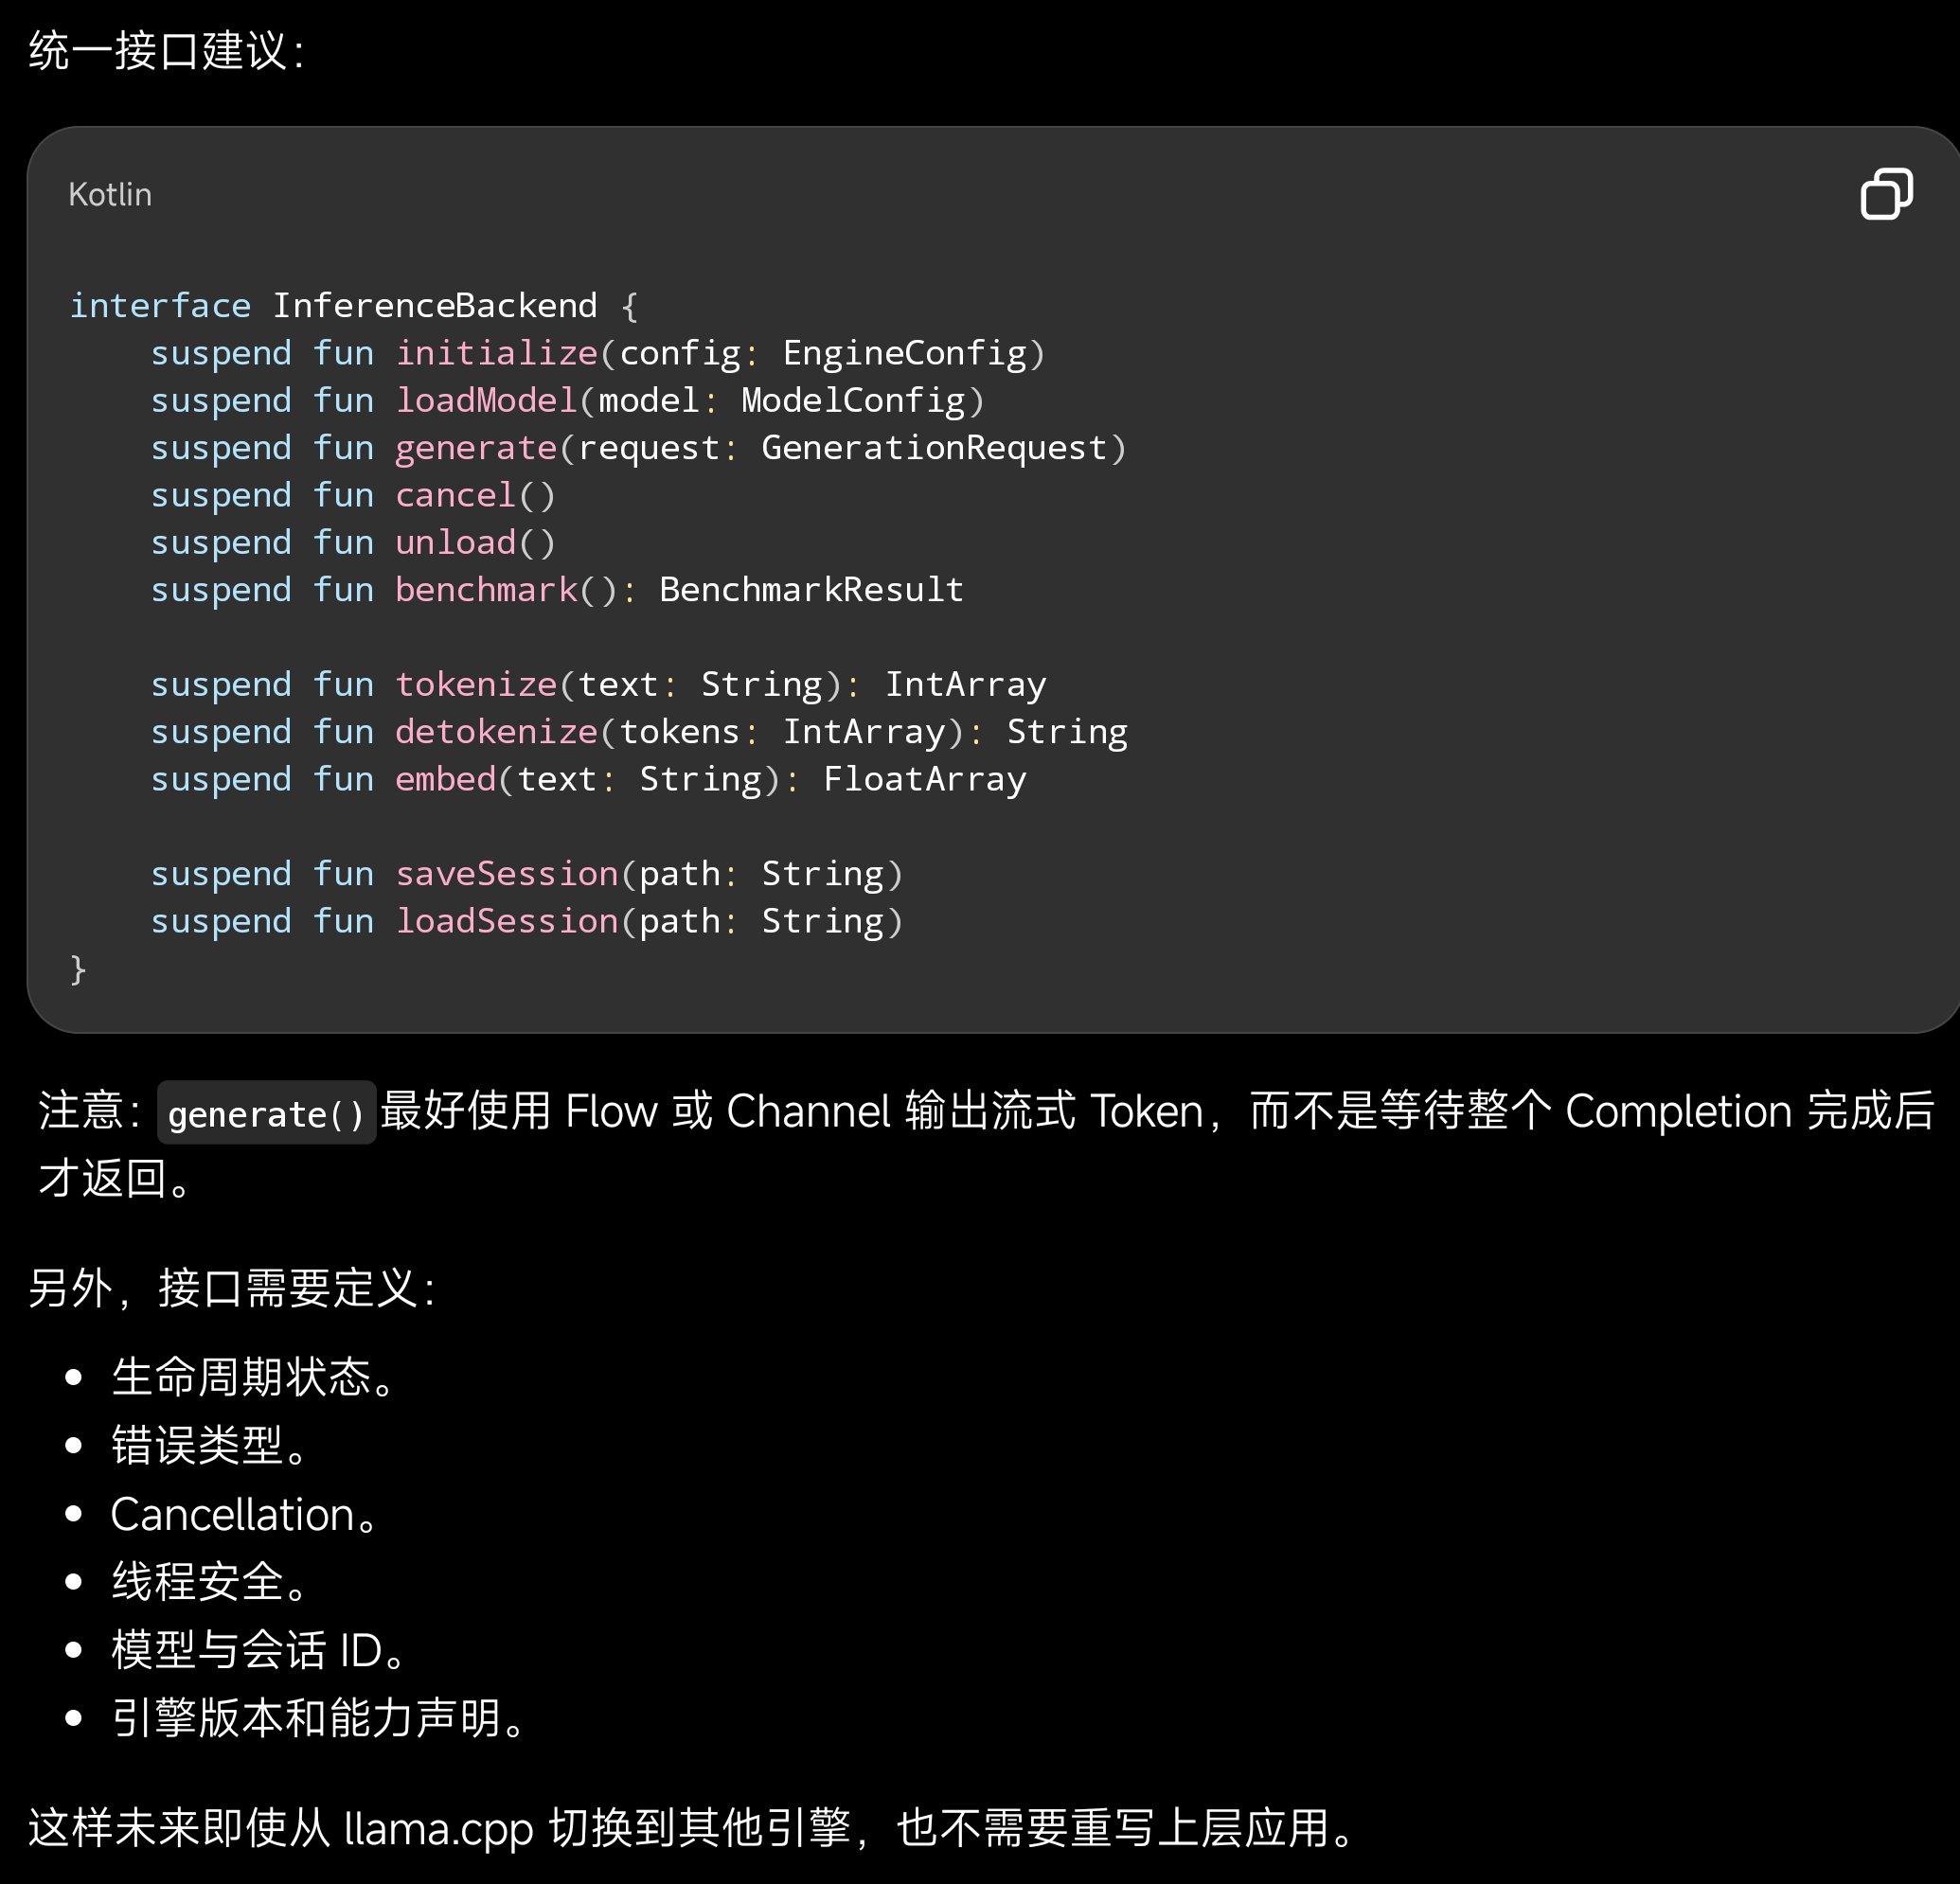 统一接口建议：
Kotlin
interface InferenceBackend {
    suspend fun initialize(config: EngineConfig)
    suspend fun loadModel(model: ModelConfig)
    suspend fun generate(request: GenerationRequest)
    suspend fun cancel()
    suspend fun unload()
    suspend fun benchmark(): BenchmarkResult
    suspend fun tokenize(text: String): IntArray
    suspend fun detokenize(tokens: IntArray): String
    suspend fun embed(text: String): FloatArray
    suspend fun saveSession(path: String)
    suspend fun loadSession(path: String)
}
注意：generate()最好使用 Flow 或 Channel 输出流式 Token，而不是等待整个 Completion 完成后
才返回。
另外，接口需要定义：
• 生命周期状态。
• 错误类型。
• Cancellation。
• 线程安全。
• 模型与会话 ID。
• 引擎版本和能力声明。
这样未来即使从 llama.cpp 切换到其他引擎，也不需要重写上层应用。